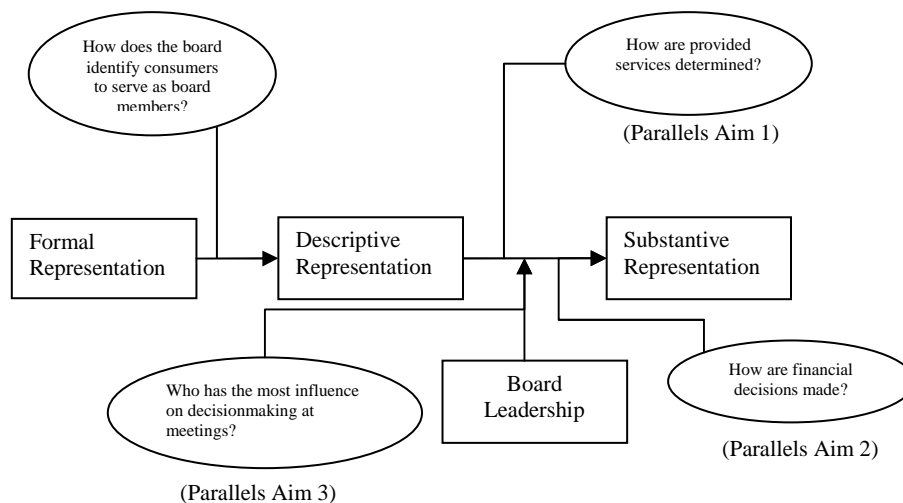 How does the board
identify consumers
to serve as board
members?
How are provided
services determined?
(Parallels Aim 1)
Formal
Representation
Descriptive
Representation
Substantive
Representation
Who has the most influence
on decisionmaking at
meetings?
(Parallels Aim 3)
Board
Leadership
How are financial
decisions made?
(Parallels Aim 2)